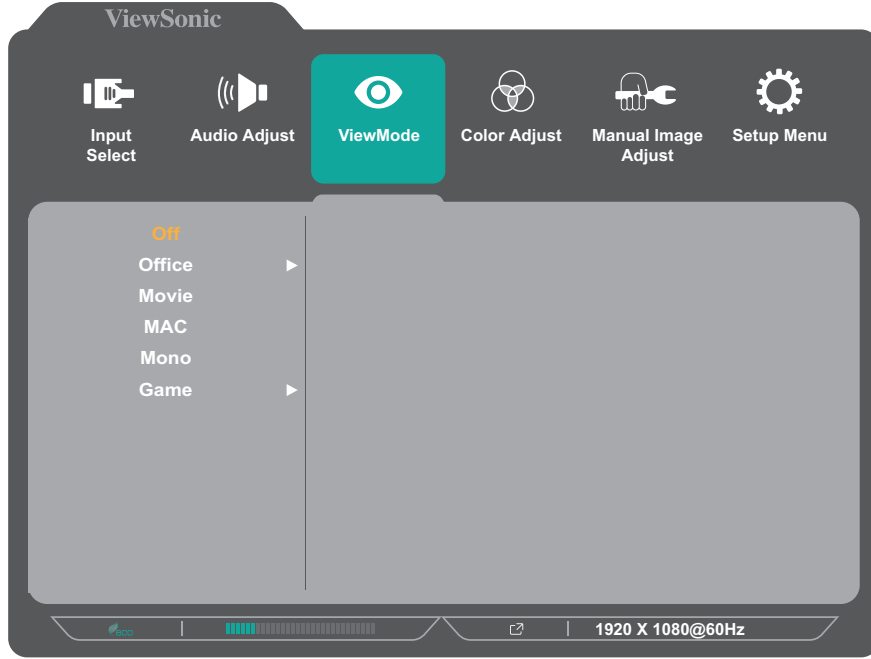 ViewSonic
Input
Select
Audio Adjust
ViewMode
Color Adjust
Manual Image
Adjust
Setup Menu
Off
Office
Movie
MAC
Mono
Game
eco
1920 X 1080@60Hz